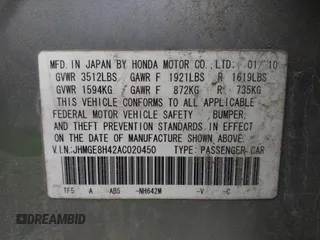 MFD. IN JAPAN BY HONDA MOTOR CO., LTD. 01/10
GVWR 3512LBS GAWR F 1921LBS R 1619LBS
GVWR 1594KG GAWR F 872KG R 735KG
THIS VEHICLE CONFORMS TO ALL APPLICABLE
FEDERAL MOTOR VEHICLE SAFETY, BUMPER,
AND THEFT PREVENTION STANDARDS IN EFFECT
ON THE DATE OF MANUFACTURE SHOWN ABOVE.
V.I.N:JHMGE8H42AC020450 TYPE: PASSENGER CAR
TF5 A AB5 -NH642M -V -C
DREAMBID